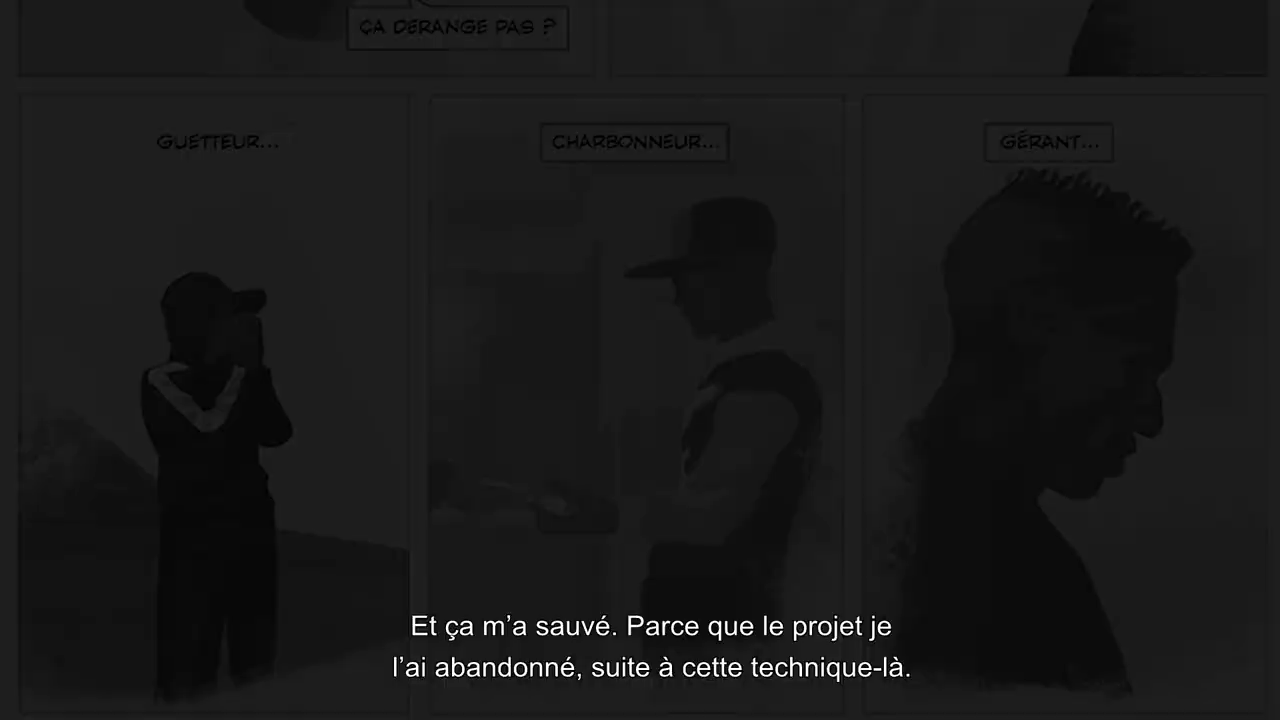 ÇA DERANGE PAS ?
GUETTEUR...
CHARBONNEUR...
GÉRANT...
Et ça m’a sauvé. Parce que le projet je
l’ai abandonné, suite à cette technique-là.